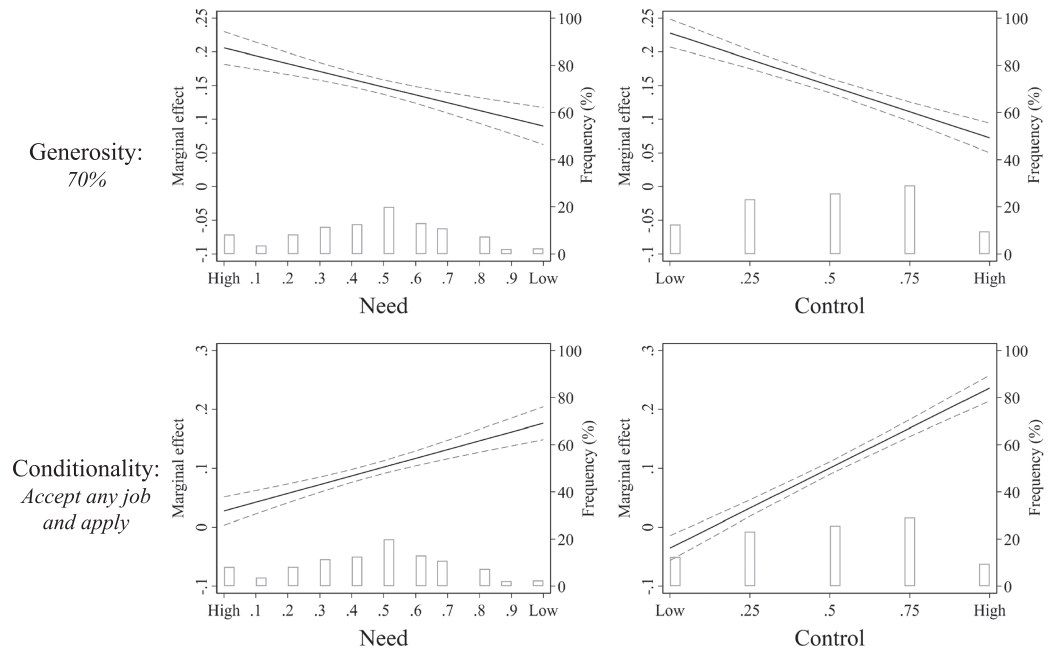 Generosity:
70%
Marginal effect
.25
.2
.15
.1
.05
0
-.05
-.1
100
80
60
40
20
0
Frequency (%)
High .1 .2 .3 .4 .5 .6 .7 .8 .9 Low
Need
Marginal effect
.25
.2
.15
.1
.05
0
-.05
-.1
100
80
60
40
20
0
Frequency (%)
Low .25 .5 .75 High
Control
Conditionality:
Accept any job
and apply
Marginal effect
.3
.2
.1
0
-.1
100
80
60
40
20
0
Frequency (%)
High .1 .2 .3 .4 .5 .6 .7 .8 .9 Low
Need
Marginal effect
.3
.2
.1
0
-.1
100
80
60
40
20
0
Frequency (%)
Low .25 .5 .75 High
Control